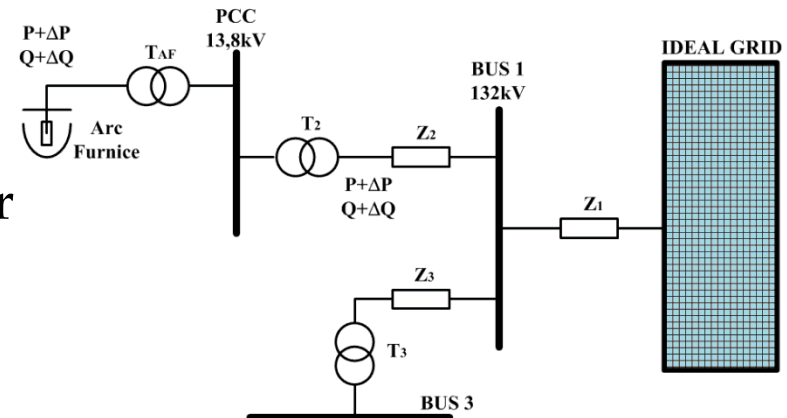 P+ΔP
Q+ΔQ
TAF
PCC
13,8kV
Arc
Furnice
T2
Z2
P+ΔP
Q+ΔQ
BUS 1
132kV
IDEAL GRID
Z1
r
Z3
T3
BUS 3